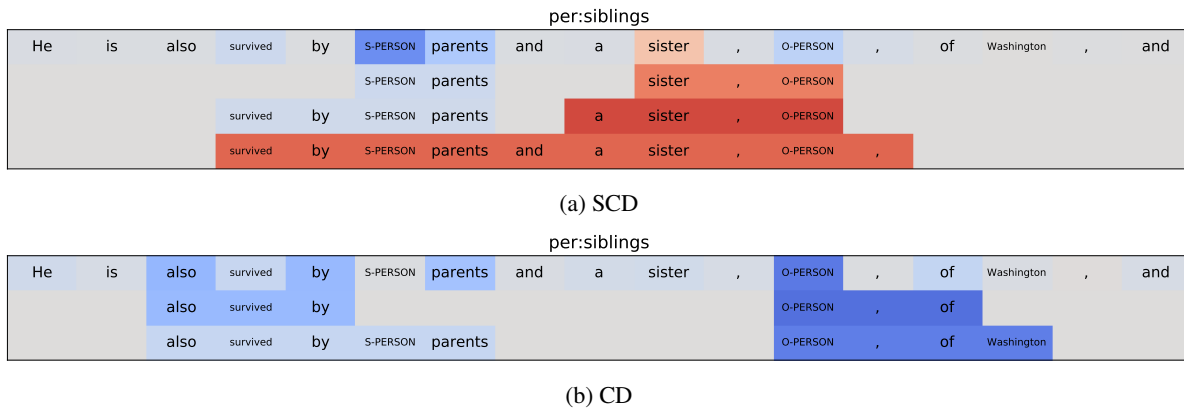 per:siblings
He is also survived by S-PERSON parents and a sister , O-PERSON , of Washington , and
S-PERSON parents sister , O-PERSON
survived by S-PERSON parents a sister , O-PERSON
survived by S-PERSON parents and a sister , O-PERSON ,
(a) SCD
per:siblings
He is also survived by S-PERSON parents and a sister , O-PERSON , of Washington , and
also survived by O-PERSON , of
also survived by S-PERSON parents O-PERSON , of Washington
(b) CD